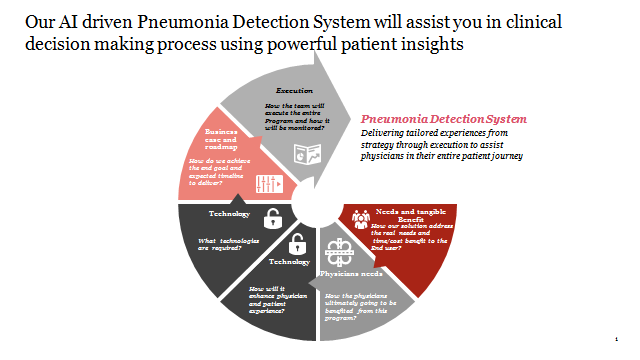 Our AI driven Pneumonia Detection System will assist you in clinical
decision making process using powerful patient insights
Execution
How the team will
execute the entire
Program and how it
will be monitored?
Pneumonia Detection System
Delivering tailored experiences from
strategy through execution to assist
physicians in their entire patient journey
Business
case and
roadmap
How do we achieve
the end goal and
expected timeline
to deliver?
Technology
What technologies
are required?
Technology
How will it
enhance physician
and patient
experience?
Physicians needs
How the physicians
ultimately going to be
benefited from this
program?
Needs and tangible
Benefit
How our solution address
the real needs and
time/cost benefit to the
End user?
1